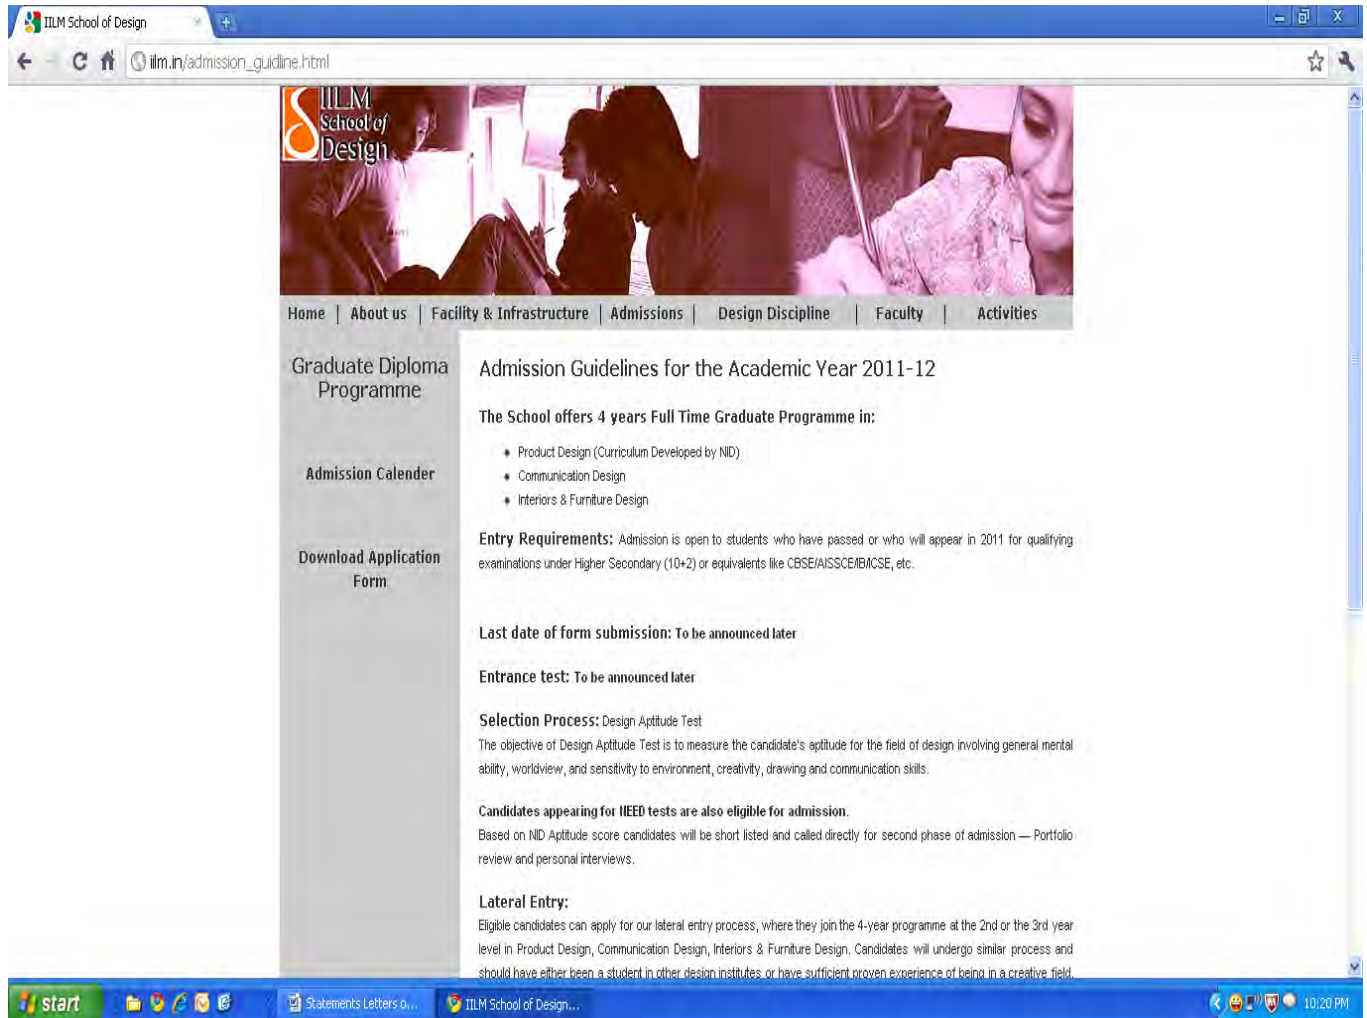 IILM School of Design
iilm.in/admission_guidline.html
IILM
School of
Design
Home | About us | Facility & Infrastructure | Admissions | Design Discipline | Faculty | Activities
Graduate Diploma
Programme
Admission Calender
Download Application
Form
Admission Guidelines for the Academic Year 2011-12
The School offers 4 years Full Time Graduate Programme in:
Product Design (Curriculum Developed by NID)
Communication Design
Interiors & Furniture Design
Entry Requirements: Admission is open to students who have passed or who will appear in 2011 for qualifying
examinations under Higher Secondary (10+2) or equivalents like CBSE/AISSCE/IB/ICSE, etc.
Last date of form submission: To be announced later
Entrance test: To be announced later
Selection Process: Design Aptitude Test
The objective of Design Aptitude Test is to measure the candidate's aptitude for the field of design involving general mental
ability, worldview, and sensitivity to environment, creativity, drawing and communication skills.
Candidates appearing for NEED tests are also eligible for admission.
Based on NID Aptitude score candidates will be short listed and called directly for second phase of admission — Portfolio
review and personal interviews.
Lateral Entry:
Eligible candidates can apply for our lateral entry process, where they join the 4-year programme at the 2nd or the 3rd year
level in Product Design, Communication Design, Interiors & Furniture Design. Candidates will undergo similar process and
should have either been a student in other design institutes or have sufficient proven experience of being in a creative field.
start
Statements Letters o...
IILM School of Design...
10:20 PM